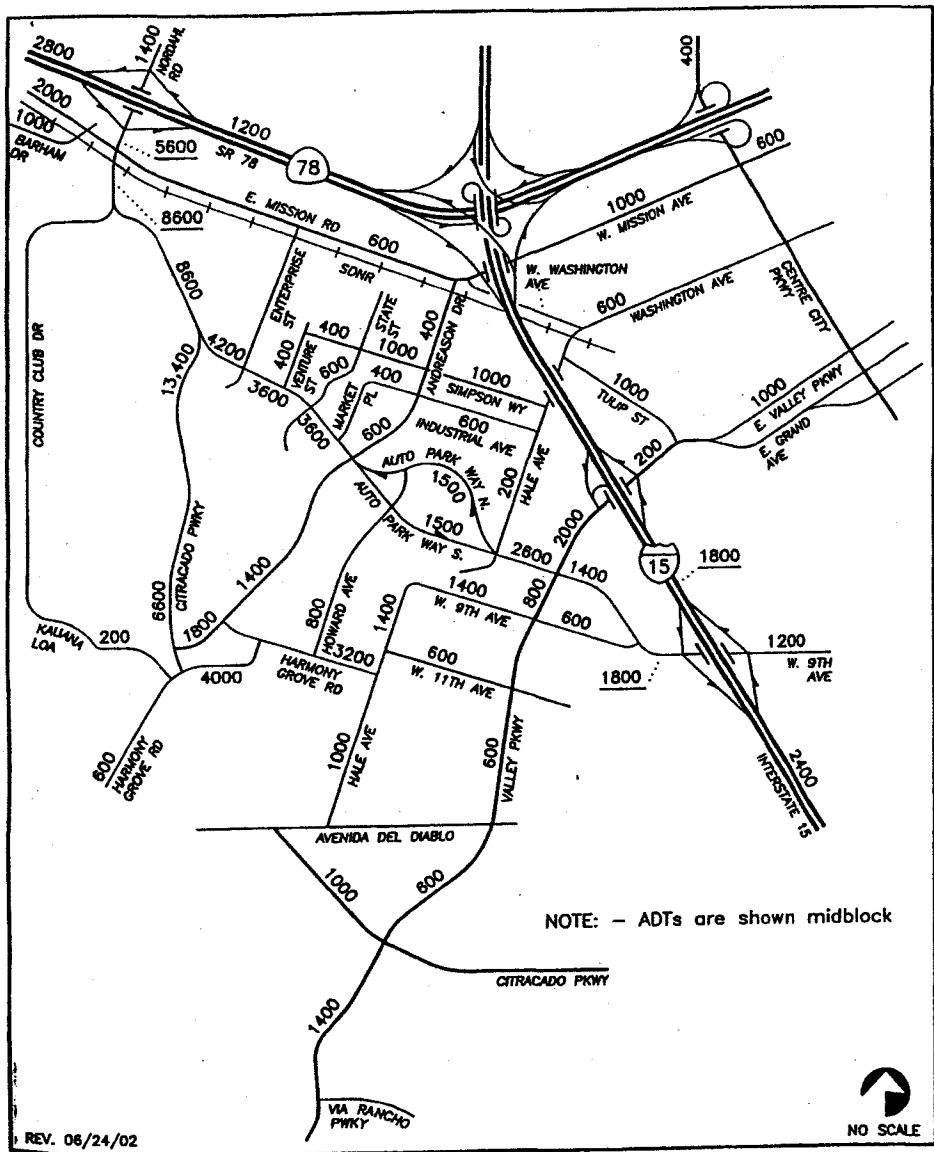 2800
1400
NORDAHL
RD
400
2000
1000
BARHAM
DR
1200
SR 78
78
5600
600
1000
W. MISSION AVE
8600
E. MISSION RD
600
SDNR
W. WASHINGTON
AVE
CENTRE CITY
PKWY
8600
ENTERPRISE
ST
STATE
ST
400
ANDREASON DR
600
WASHINGTON AVE
COUNTRY CLUB DR
13,400
4200
400
VENTURE
ST
400
600
1000
3600
MARKET
PL
400
1000
SIMPSON WY
1000
TULIP ST
1000
E. VALLEY PKWY
3600
600
600
INDUSTRIAL AVE
200
E. GRAND
AVE
AUTO PARK WAY N.
1500
200
HALE AVE
AUTO PARK WAY S.
1500
2000
CITRACADO PWKY
1400
2600
1400
15
1800
6600
800
HOWARD AVE
1400
1400
W. 9TH AVE
800
600
KAUANA
LOA
200
1800
3200
HARMONY
GROVE RD
600
W. 11TH AVE
1800
1200
W. 9TH
AVE
4000
600
HARMONY
GROVE RD
1000
HALE AVE
600
VALLEY PKWY
2400
INTERSTATE 15
AVENIDA DEL DIABLO
1000
600
NOTE: – ADTs are shown midblock
CITRACADO PKWY
1400
VIA RANCHO
PWKY
REV. 06/24/02
NO SCALE